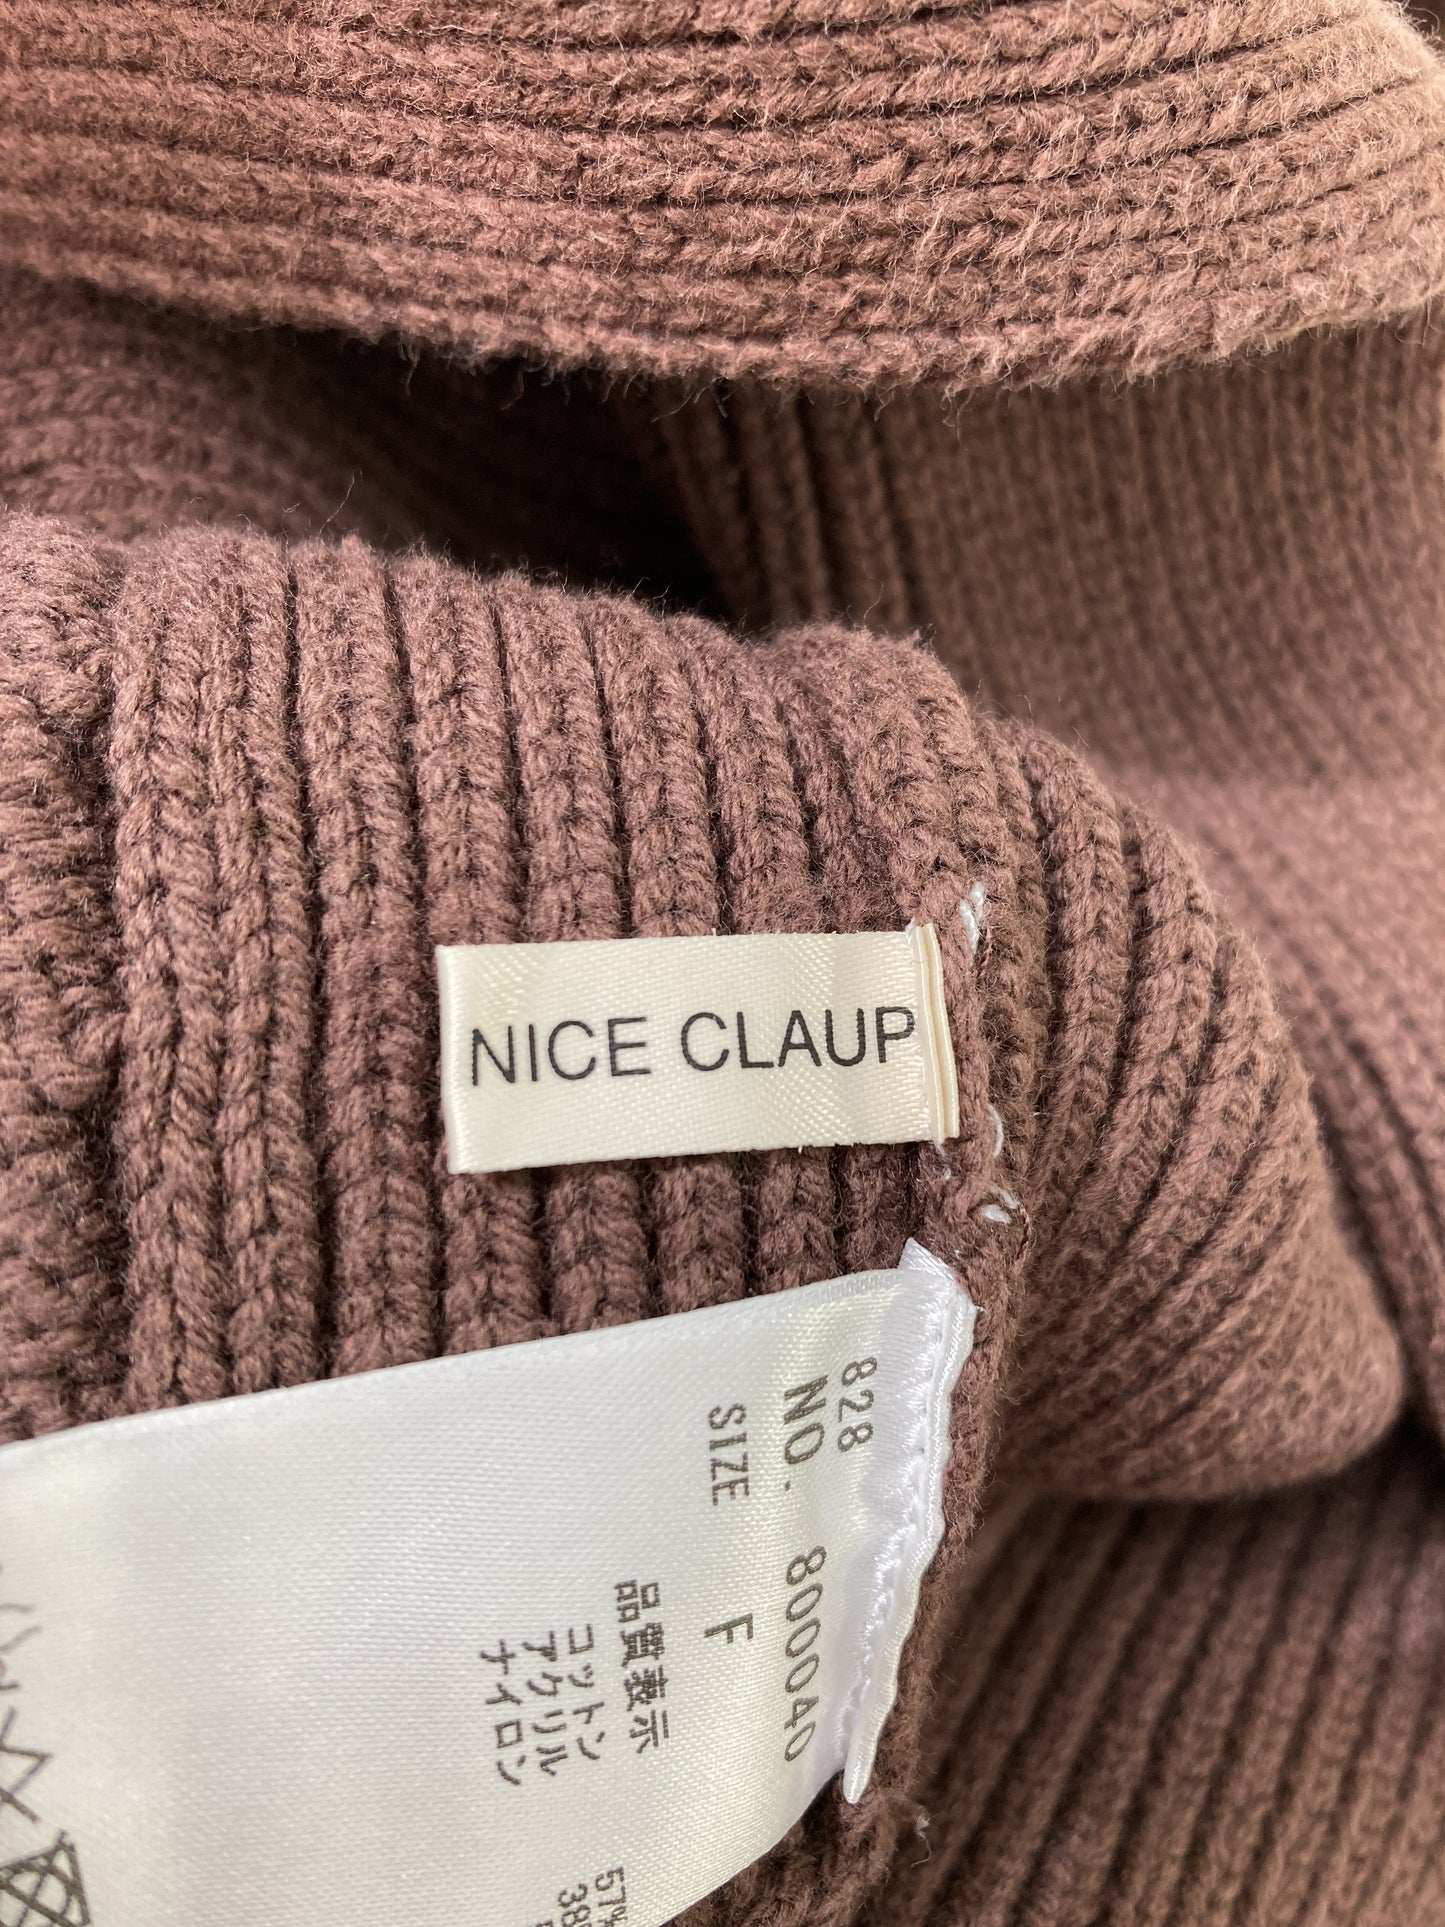 NICE CLAUP
828
NO. 800040
SIZE F
品質表示
コットン 57%
アクリル 38
ナイロン